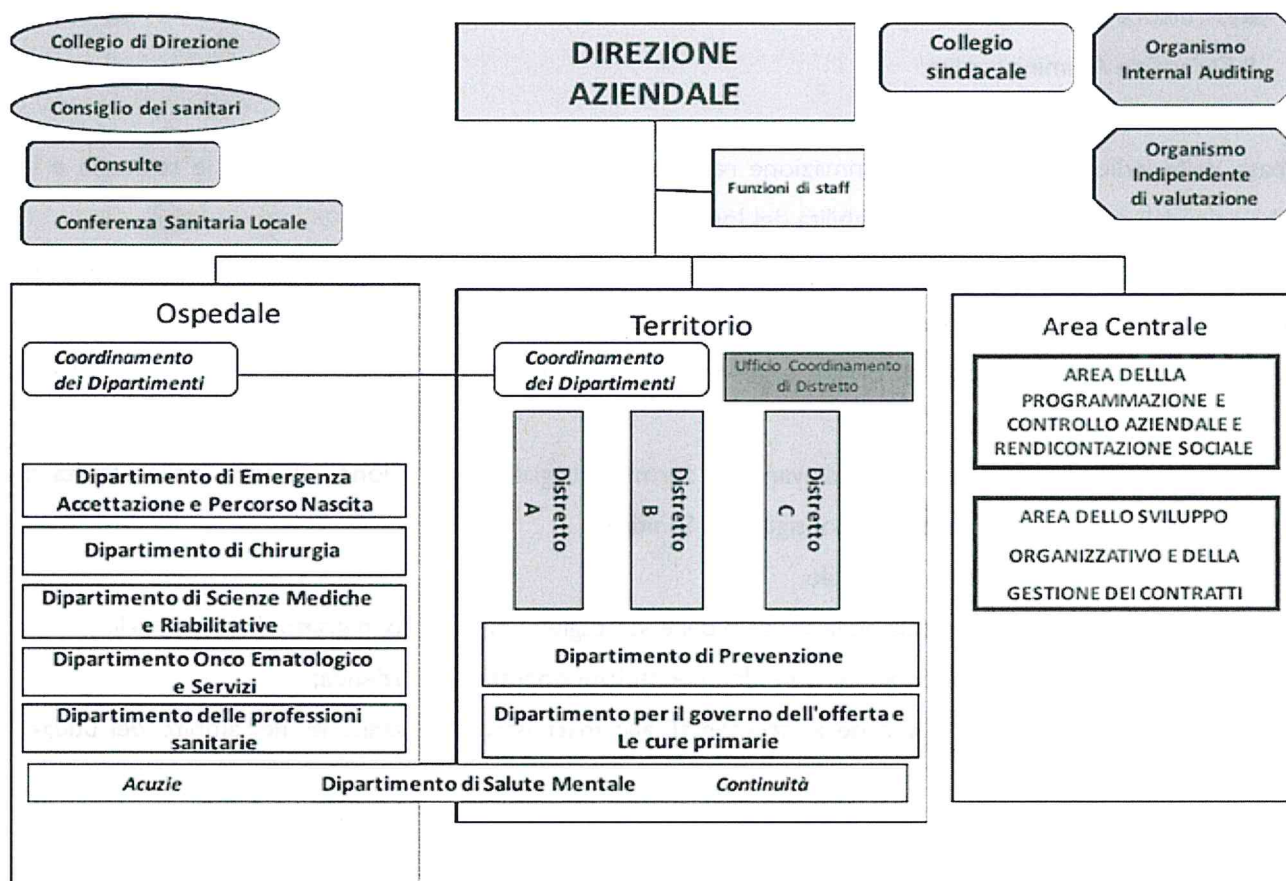 Collegio di Direzione
Consiglio dei sanitari
Consulte
Conferenza Sanitaria Locale
DIREZIONE
AZIENDALE
Funzioni di staff
Collegio
sindacale
Organismo
Internal Auditing
Organismo
Indipendente
di valutazione
Ospedale
Coordinamento
dei Dipartimenti
Dipartimento di Emergenza
Accettazione e Percorso Nascita
Dipartimento di Chirurgia
Dipartimento di Scienze Mediche
e Riabilitative
Dipartimento Onco Ematologico
e Servizi
Dipartimento delle professioni
sanitarie
Territorio
Coordinamento
dei Dipartimenti
Ufficio Coordinamento
di Distretto
Distretto
A
Distretto
B
Distretto
C
Dipartimento di Prevenzione
Dipartimento per il governo dell'offerta e
Le cure primarie
Acuzie Dipartimento di Salute Mentale Continuità
Area Centrale
AREA DELLLA
PROGRAMMAZIONE E
CONTROLLO AZIENDALE E
RENDICONTAZIONE SOCIALE
AREA DELLO SVILUPPO
ORGANIZZATIVO E DELLA
GESTIONE DEI CONTRATTI